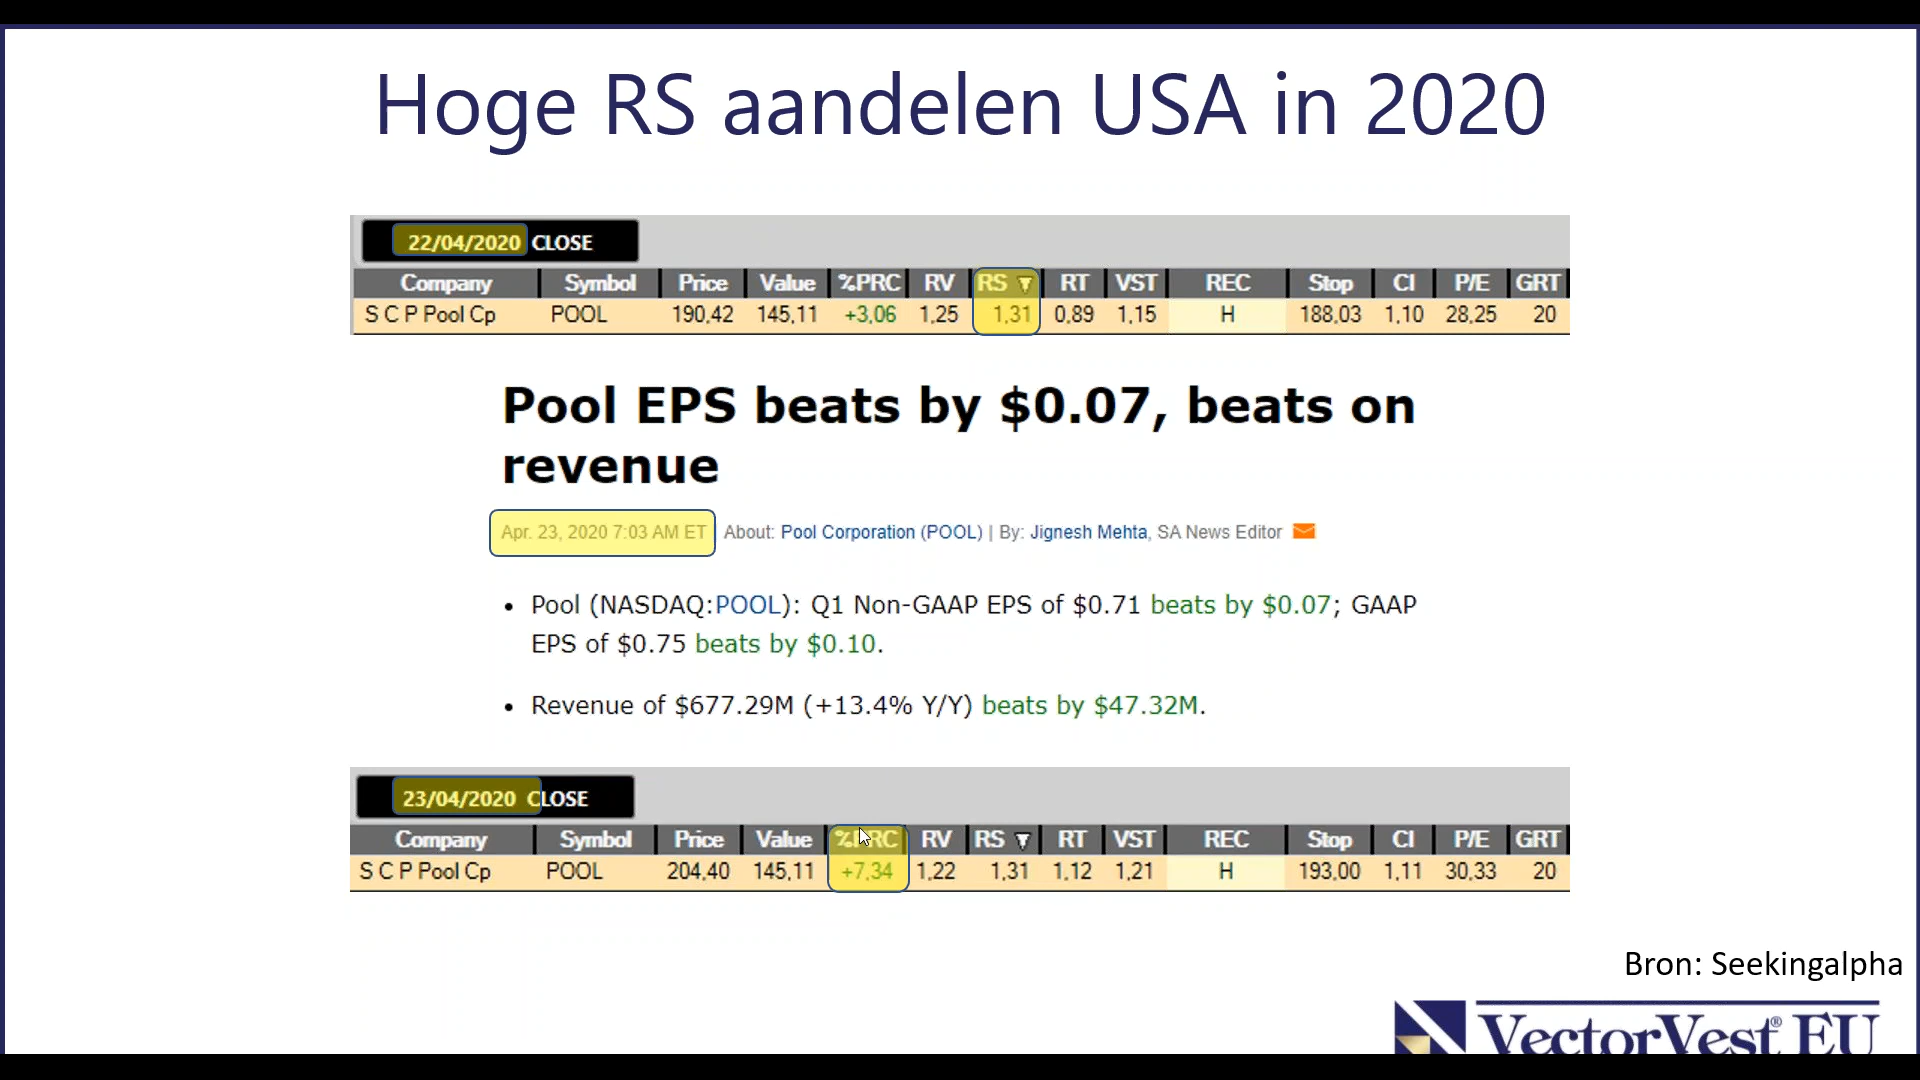 Hoge RS aandelen USA in 2020
22/04/2020 CLOSE
Company Symbol Price Value %PRC RV RS RT VST REC Stop CI P/E GRT
S C P Pool Cp POOL 190,42 145,11 +3,06 1,25 1,31 0,89 1,15 H 188,03 1,10 28,25 20
Pool EPS beats by $0.07, beats on
revenue
Apr. 23, 2020 7:03 AM ET About: Pool Corporation (POOL) | By: Jignesh Mehta, SA News Editor
• Pool (NASDAQ:POOL): Q1 Non-GAAP EPS of $0.71 beats by $0.07; GAAP
EPS of $0.75 beats by $0.10.
• Revenue of $677.29M (+13.4% Y/Y) beats by $47.32M.
23/04/2020 CLOSE
Company Symbol Price Value %PRC RV RS RT VST REC Stop CI P/E GRT
S C P Pool Cp POOL 204,40 145,11 +7,34 1,22 1,31 1,12 1,21 H 193,00 1,11 30,33 20
Bron: Seekingalpha
VectorVest® EU